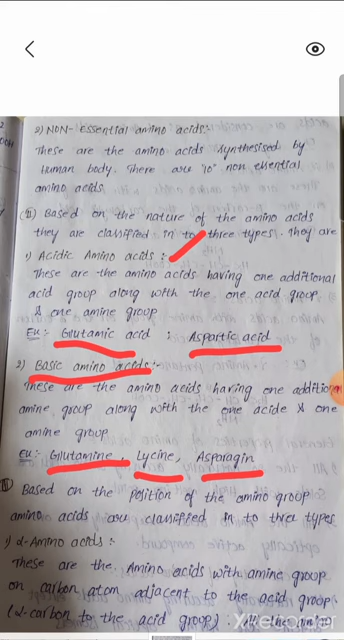 2) NON- Essential amino acids:-
These are the amino acids synthesised by
Human body. There are "10" non essential
amino acids.
(II) Based on the nature of the amino acids
they are classified in to three types. They are
1) Acidic Amino acids :-
These are the amino acids having one additional
acid group along with the one acid group
& one amine group
Ex: Glutamic acid : Aspartic acid
2) Basic amino acids:-
These are the amino acids having one addition
amine group along with the one acide & one
amine group
Ex: Glutamine, Lycine, Asparagin
III) Based on the position of the amino group
amino acids are classified in to three types
1) α-Amino acids :-
These are the Amino acids with amine group
on carbon atom adjacent to the acid group.
(α-carbon to the acid group) All the amino
VivaVideo